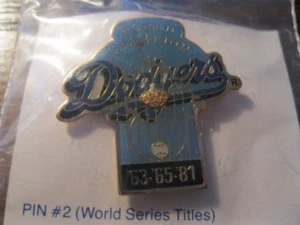 Dodgers
'63-'65-'81
PIN #2 (World Series Titles)